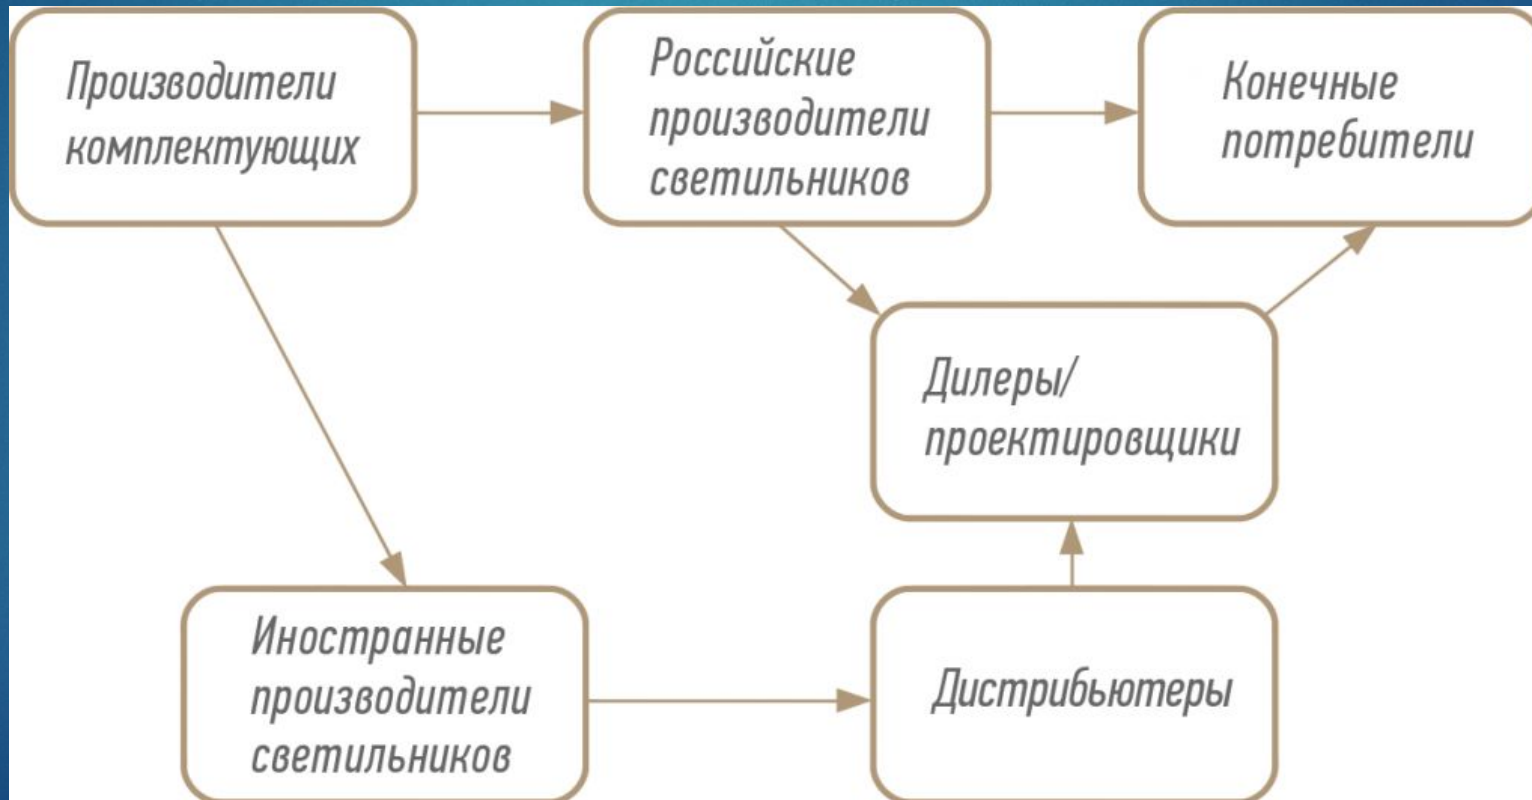 Производители
комплектующих
Российские
производители
светильников
Конечные
потребители
Дилеры/
проектировщики
Иностранные
производители
светильников
Дистрибьютеры